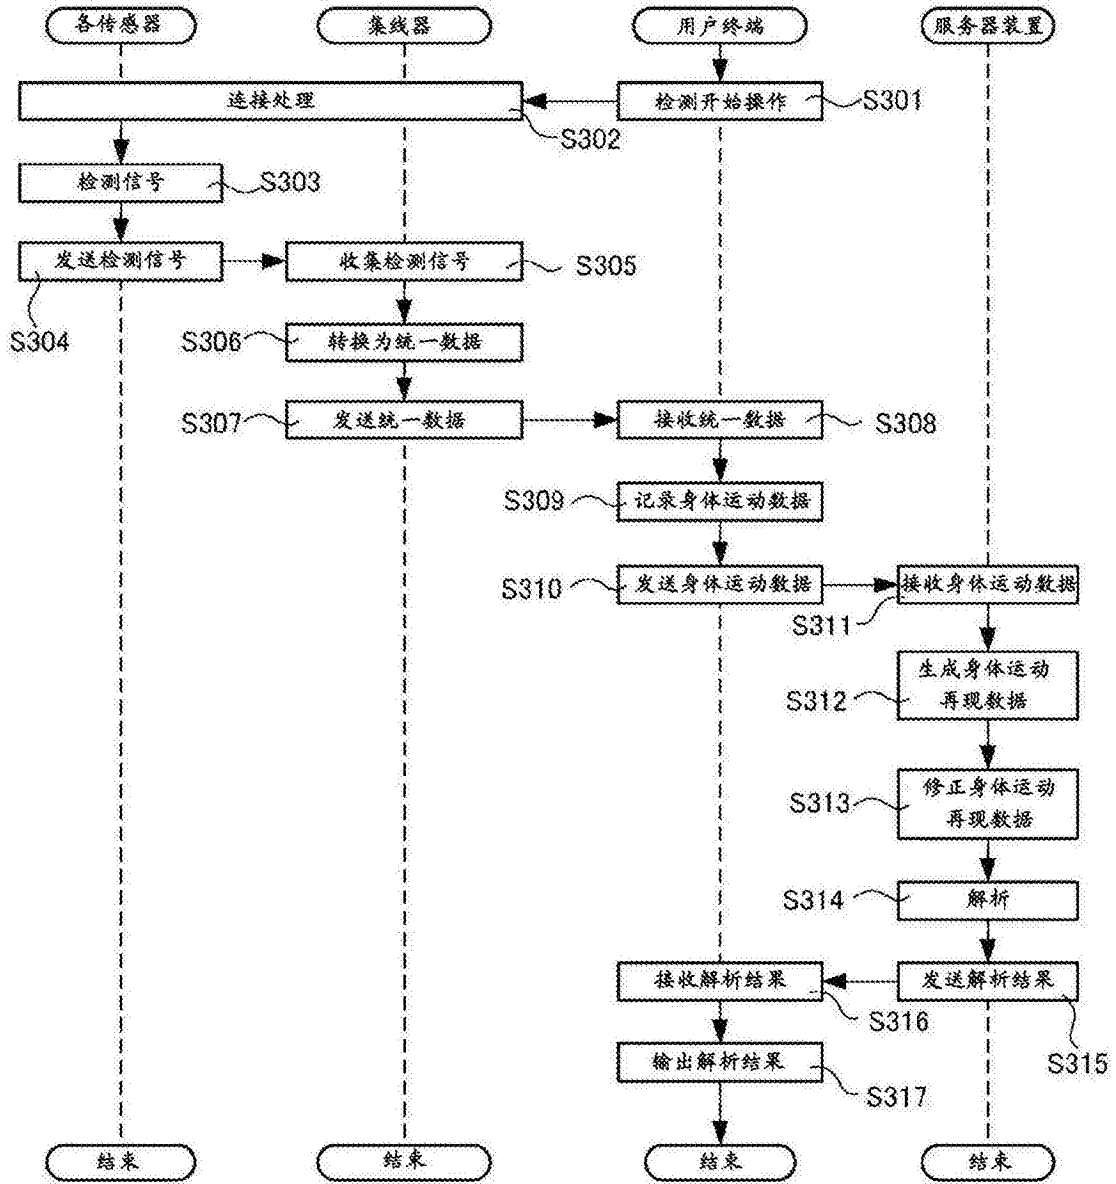 各传感器
集线器
用户终端
服务器装置
连接处理
检测开始操作
S301
S302
检测信号
S303
发送检测信号
收集检测信号
S305
S304
S306
转换为统一数据
S307
发送统一数据
接收统一数据
S308
S309
记录身体运动数据
S310
发送身体运动数据
接收身体运动数据
S311
生成身体运动
再现数据
S312
修正身体运动
再现数据
S313
S314
解析
接收解析结果
发送解析结果
S316
S315
输出解析结果
S317
结束
结束
结束
结束